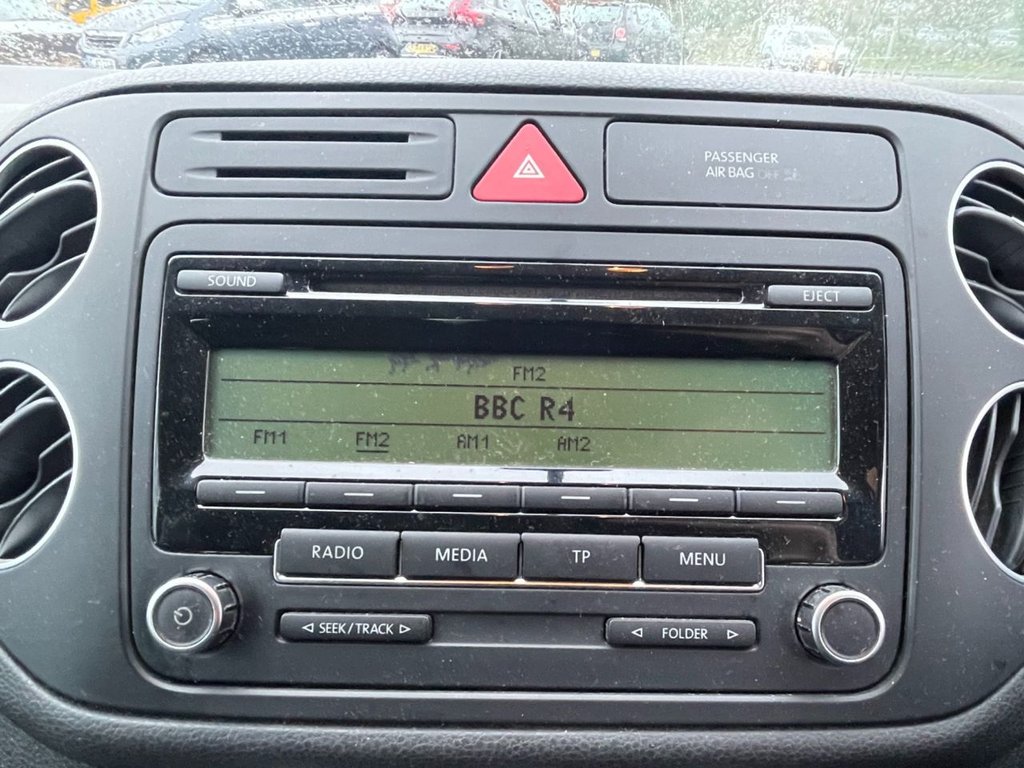 PASSENGER
AIR BAG OFF
SOUND
EJECT
FM2
BBC R4
FM1 FM2 AM1 AM2
RADIO MEDIA TP MENU
SEEK/TRACK FOLDER